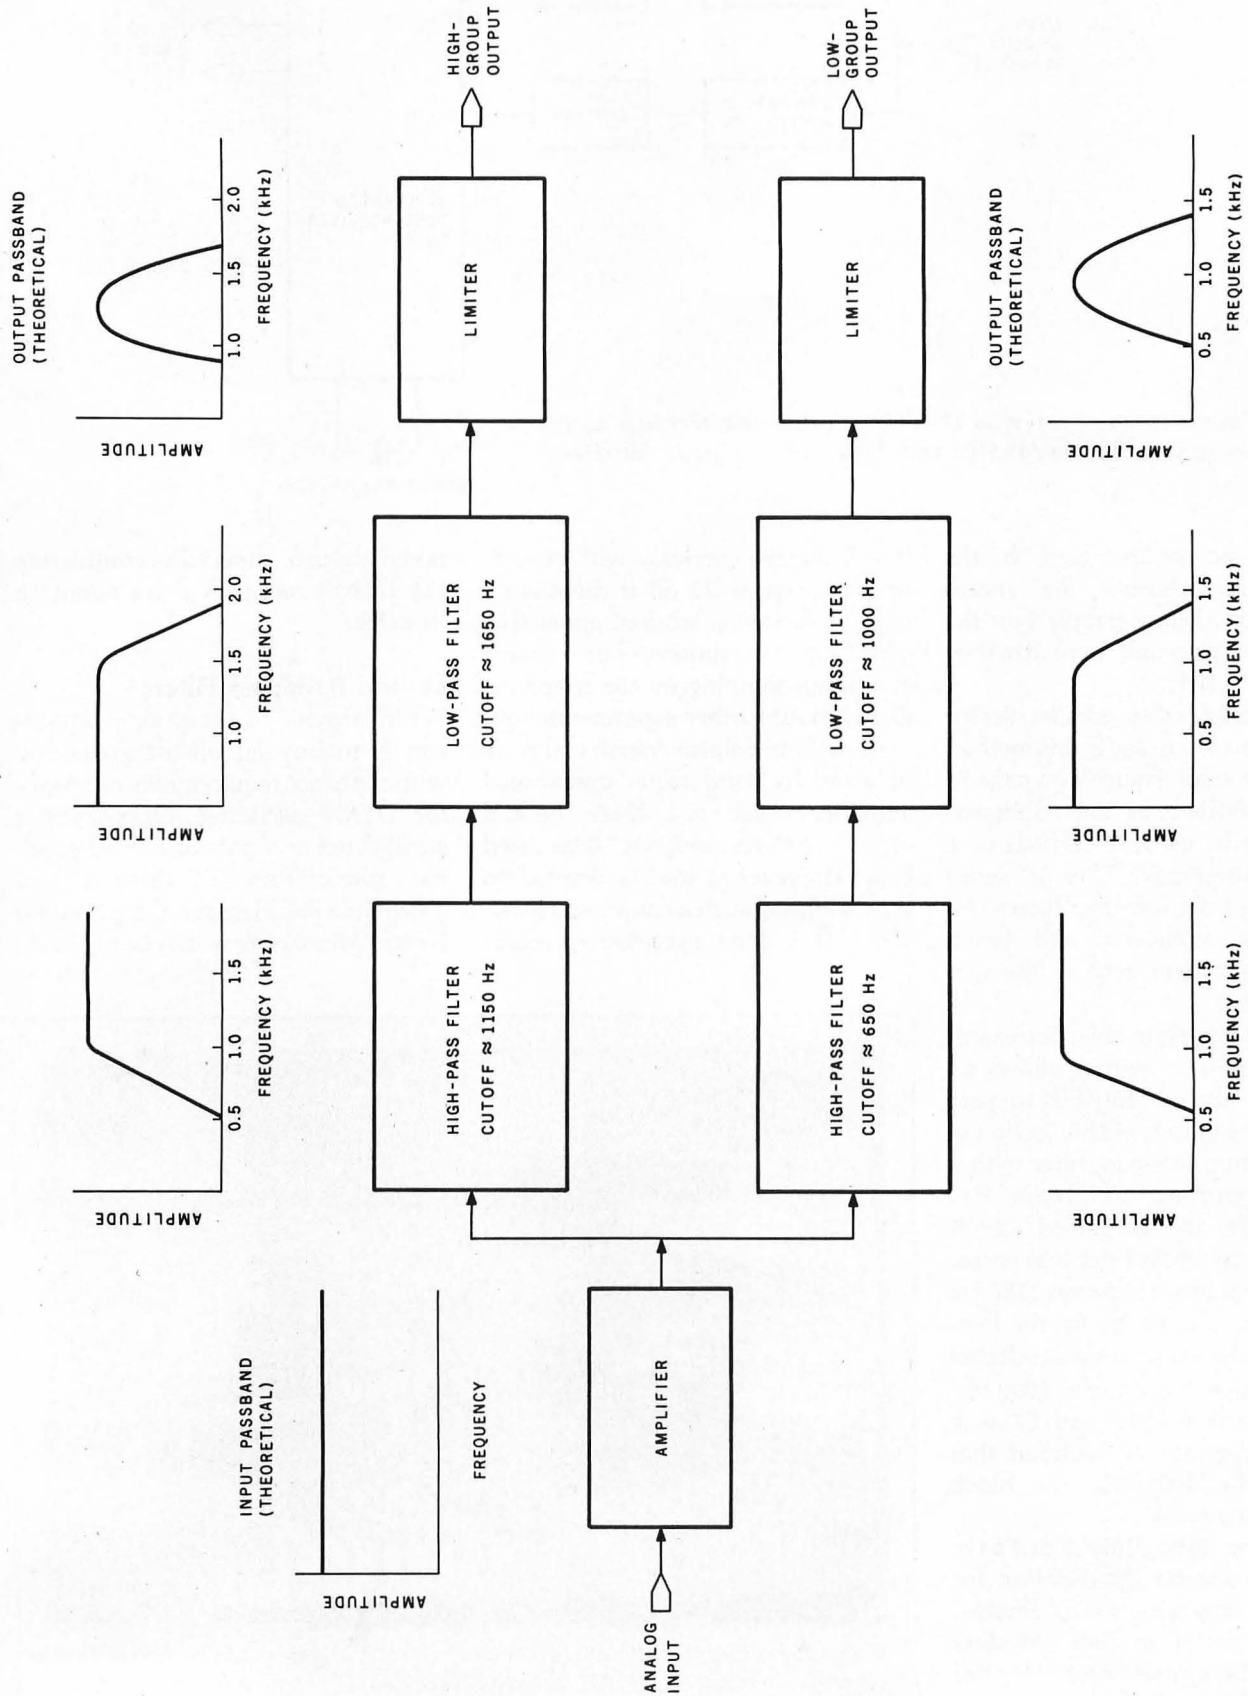 OUTPUT PASSBAND
(THEORETICAL)
AMPLITUDE
1.0
1.5
2.0
FREQUENCY (kHz)
AMPLITUDE
1.0
1.5
2.0
FREQUENCY (kHz)
AMPLITUDE
0.5
1.0
1.5
FREQUENCY (kHz)
INPUT PASSBAND
(THEORETICAL)
AMPLITUDE
FREQUENCY
ANALOG
INPUT
AMPLIFIER
HIGH-PASS FILTER
CUTOFF ≈ 1150 Hz
LOW-PASS FILTER
CUTOFF ≈ 1650 Hz
LIMITER
HIGH-
GROUP
OUTPUT
HIGH-PASS FILTER
CUTOFF ≈ 650 Hz
LOW-PASS FILTER
CUTOFF ≈ 1000 Hz
LIMITER
LOW-
GROUP
OUTPUT
AMPLITUDE
0.5
1.0
1.5
FREQUENCY (kHz)
AMPLITUDE
1.0
1.5
FREQUENCY (kHz)
OUTPUT PASSBAND
(THEORETICAL)
AMPLITUDE
0.5
1.0
1.5
FREQUENCY (kHz)